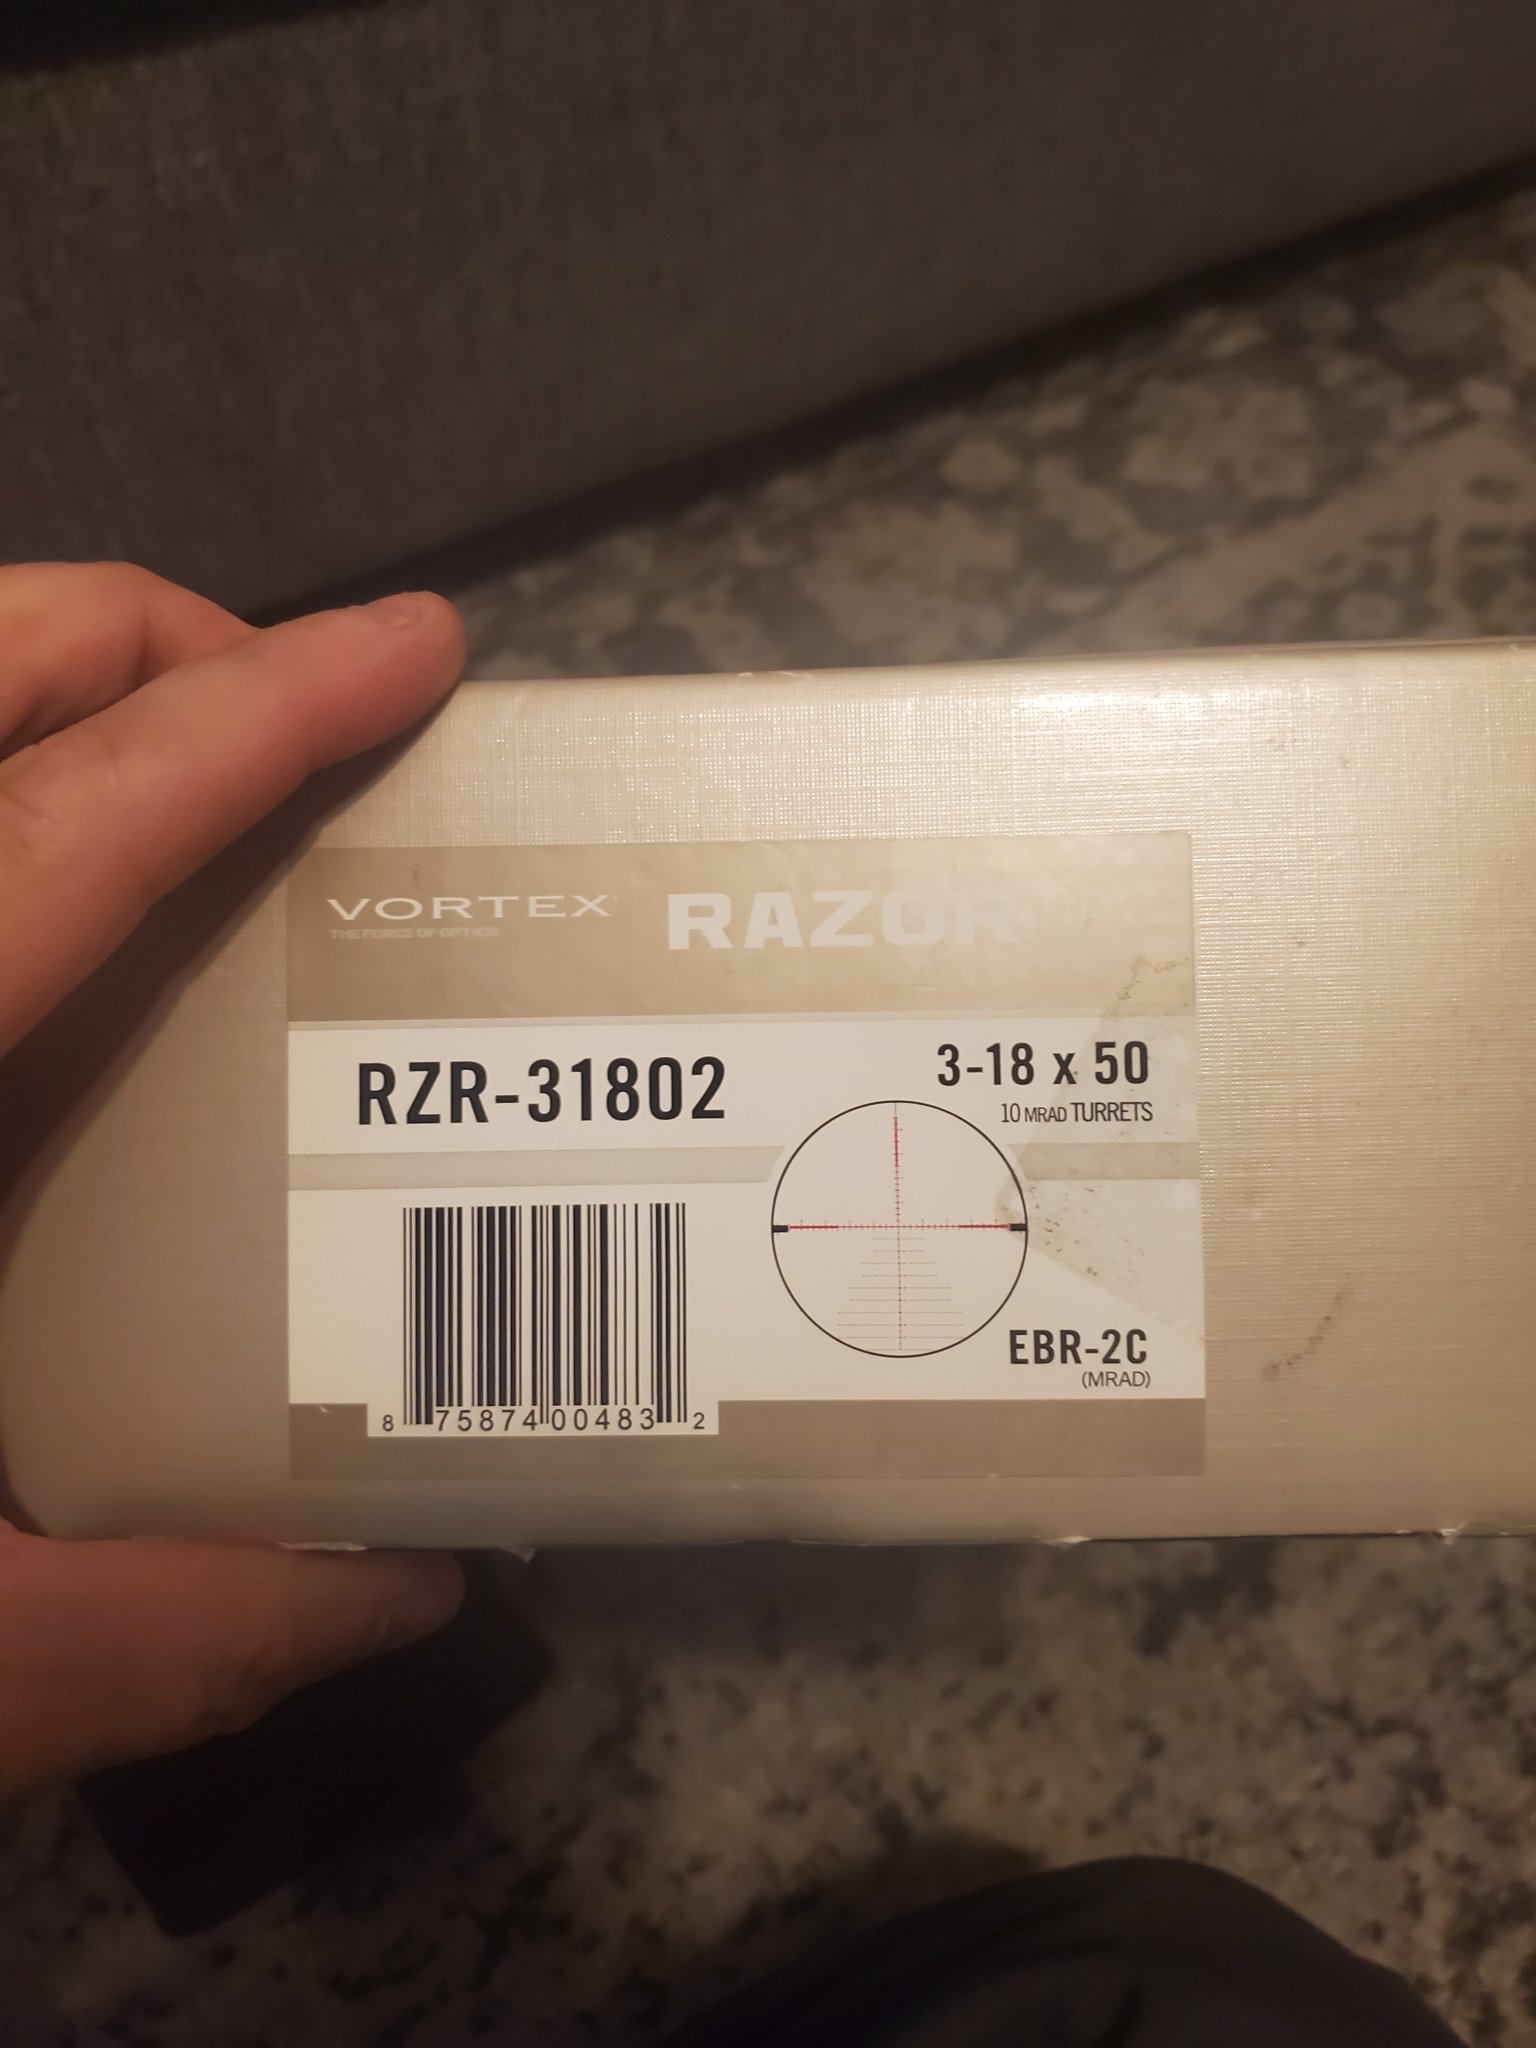 VORTEX
THE FORCE OF OPTICS
RAZOR
RZR-31802
3-18 x 50
10 MRAD TURRETS
EBR-2C
(MRAD)
8 75874 00483 2